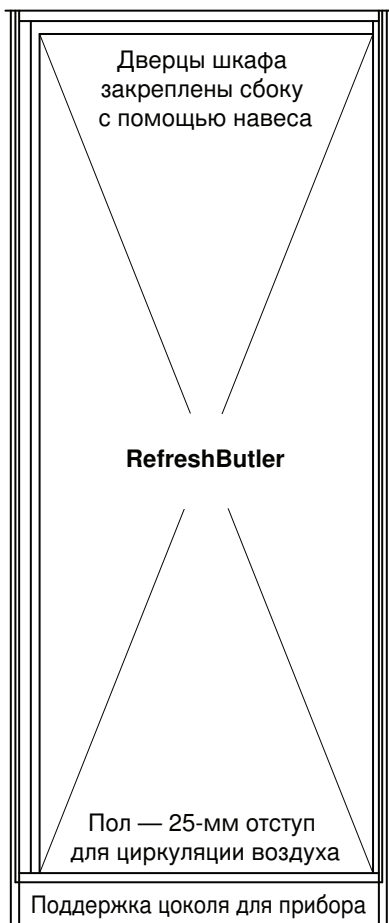 Дверцы шкафа
закреплены сбоку
с помощью навеса
RefreshButler
Пол — 25-мм отступ
для циркуляции воздуха
Поддержка цоколя для прибора